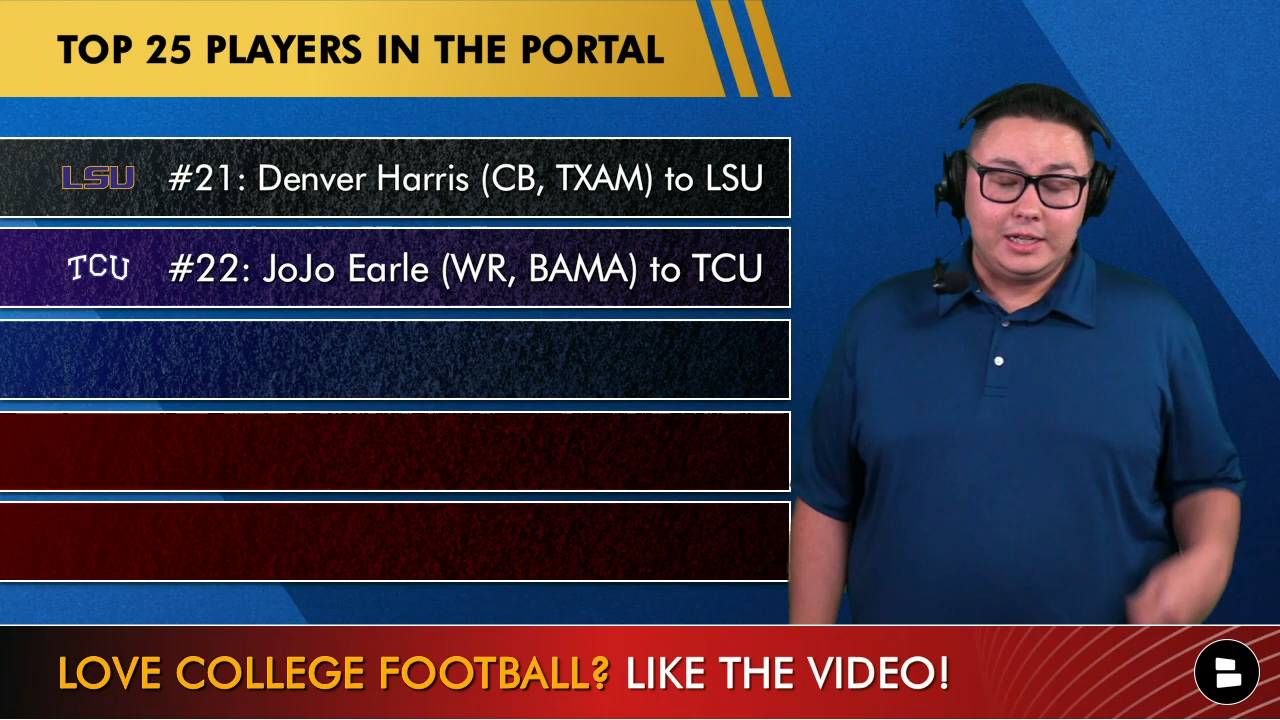 TOP 25 PLAYERS IN THE PORTAL
LSU #21: Denver Harris (CB, TXAM) to LSU
TCU #22: JoJo Earle (WR, BAMA) to TCU
LOVE COLLEGE FOOTBALL? LIKE THE VIDEO!